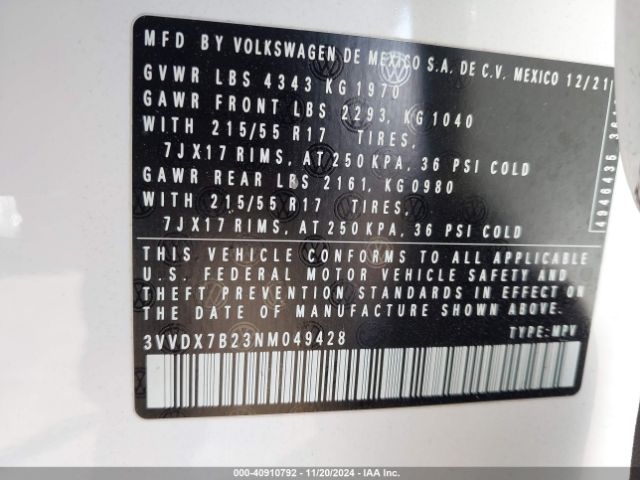 MFD BY VOLKSWAGEN DE MEXICO S.A. DE C.V. MEXICO 12/21
GVWR LBS 4343 KG 1970
GAWR FRONT LBS 2293, KG 1040
WITH 215/55 R17 TIRES,
7JX17 RIMS, AT 250 KPA, 36 PSI COLD
GAWR REAR LBS 2161, KG 0980
WITH 215/55 R17 TIRES,
7JX17 RIMS, AT 250 KPA, 36 PSI COLD
4946436
THIS VEHICLE CONFORMS TO ALL APPLICABLE
U.S. FEDERAL MOTOR VEHICLE SAFETY AND
THEFT PREVENTION STANDARDS IN EFFECT ON
THE DATE OF MANUFACTURE SHOWN ABOVE
3VVDX7B23NM049428
TYPE: MPV
000-40910792 - 11/20/2024 - IAA Inc.